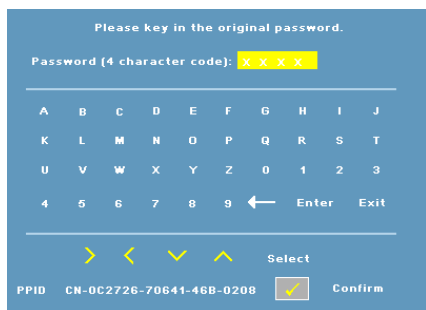 Please key in the original password.
Password (4 character code): X X X X
A B C D E F G H I J
K L M N O P Q R S T
U V W X Y Z 0 1 2 3
4 5 6 7 8 9 ← Enter Exit
> < ∨ ∧ Select
PPID CN-0C2726-70641-46B-0208 ✓ Confirm